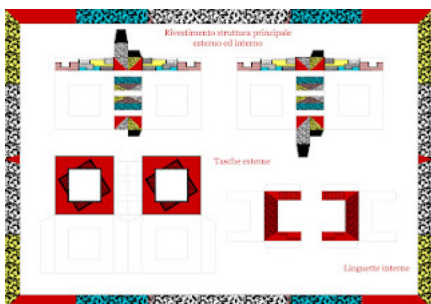 Rivestimento struttura principale
esterno ed interno
Tasche esterne
Linguette interne